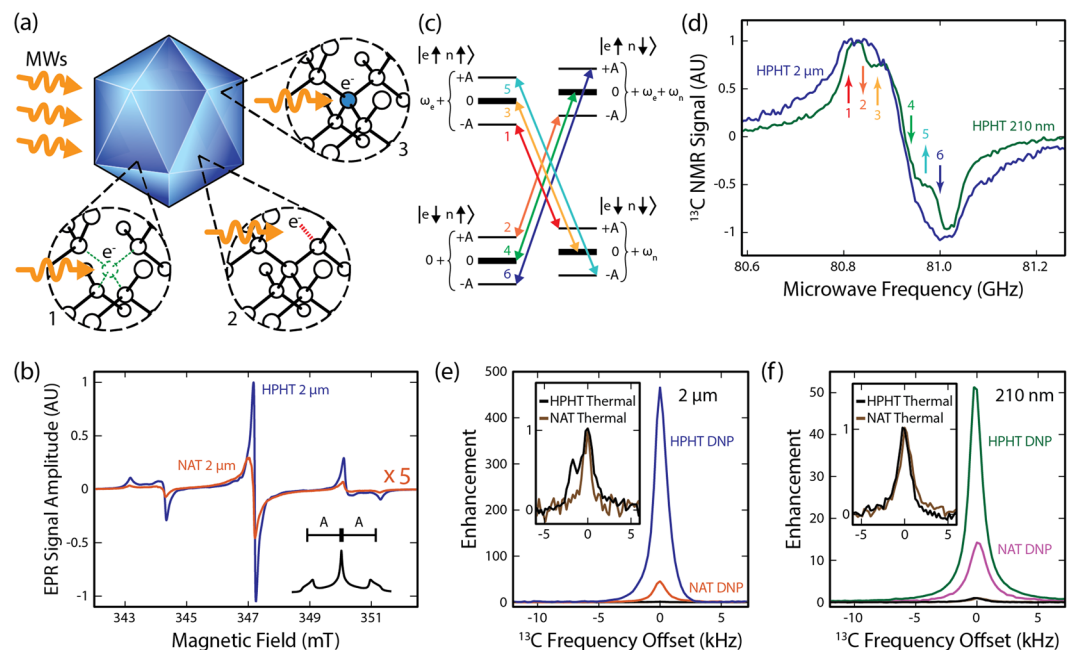 (a)
MWs
e⁻
3
e⁻
1
e⁻
2
(b)
EPR Signal Amplitude (AU)
1
0.5
0
-0.5
-1
HPHT 2 μm
NAT 2 μm
x 5
A
A
343
345
347
349
351
Magnetic Field (mT)
(c)
|e↑ n↑⟩
ωₑ +
+A
0
-A
5
3
1
|e↑ n↓⟩
+A
0
-A
+ ωₑ + ωₙ
|e↓ n↑⟩
0 +
+A
0
-A
2
4
6
|e↓ n↓⟩
+A
0
-A
+ ωₙ
(d)
¹³C NMR Signal (AU)
1
0.5
0
-0.5
-1
HPHT 2 μm
HPHT 210 nm
1
2
3
4
5
6
80.6
80.8
81.0
81.2
Microwave Frequency (GHz)
(e)
Enhancement
500
400
300
200
100
0
2 μm
HPHT Thermal
NAT Thermal
1
0
-5
0
5
HPHT DNP
NAT DNP
-10
-5
0
5
¹³C Frequency Offset (kHz)
(f)
Enhancement
50
40
30
20
10
0
210 nm
HPHT Thermal
NAT Thermal
1
0
-5
0
5
HPHT DNP
NAT DNP
-10
-5
0
5
¹³C Frequency Offset (kHz)